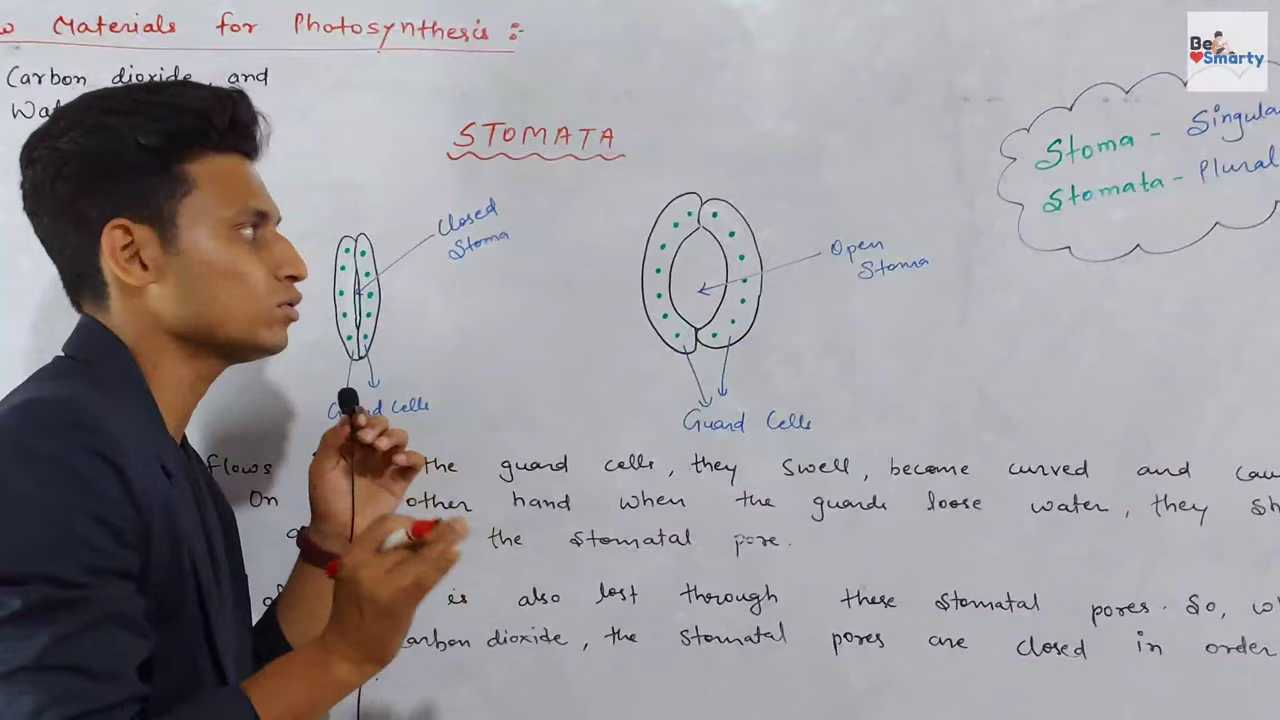 Materials for Photosynthesis :-
Carbon dioxide and
STOMATA
Stoma - Singula
Stomata - Plural
Closed
Stoma
Open
Stoma
Guard Cells
Guard Cells
flows the guard cells, they swell, become curved and cau
On other hand when the guards loose water, they sh
the stomatal pore.
is also lost thorough these stomatal pores. So, wh
carbon dioxide, the stomatal pores are closed in order
Be
Smarty